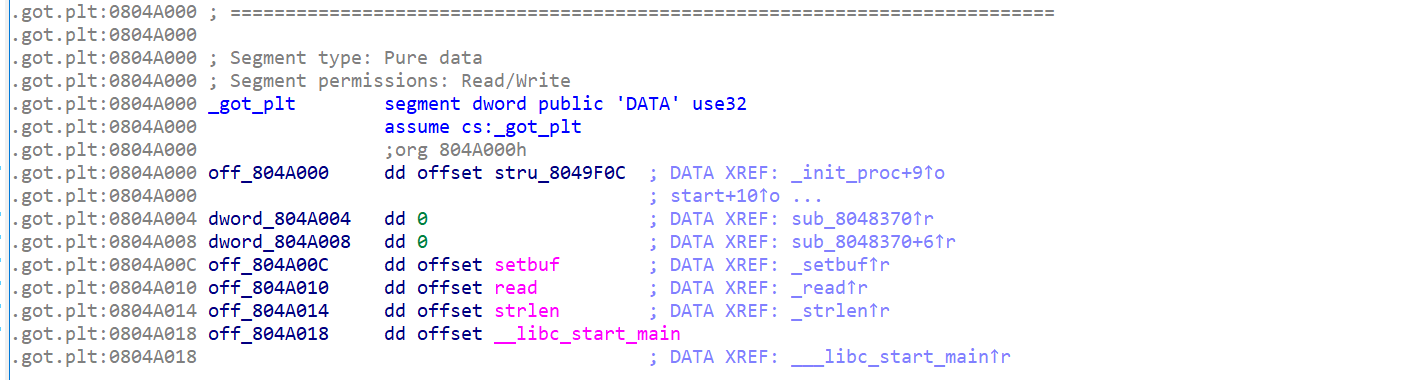 .got.plt:0804A000 ; ===========================================================================
.got.plt:0804A000
.got.plt:0804A000 ; Segment type: Pure data
.got.plt:0804A000 ; Segment permissions: Read/Write
.got.plt:0804A000 _got_plt        segment dword public 'DATA' use32
.got.plt:0804A000                 assume cs:_got_plt
.got.plt:0804A000                 ;org 804A000h
.got.plt:0804A000 off_804A000     dd offset stru_8049F0C  ; DATA XREF: _init_proc+9↑o
.got.plt:0804A000                                         ; start+10↑o ...
.got.plt:0804A004 dword_804A004   dd 0                    ; DATA XREF: sub_8048370↑r
.got.plt:0804A008 dword_804A008   dd 0                    ; DATA XREF: sub_8048370+6↑r
.got.plt:0804A00C off_804A00C     dd offset setbuf        ; DATA XREF: _setbuf↑r
.got.plt:0804A010 off_804A010     dd offset read          ; DATA XREF: _read↑r
.got.plt:0804A014 off_804A014     dd offset strlen        ; DATA XREF: _strlen↑r
.got.plt:0804A018 off_804A018     dd offset __libc_start_main
.got.plt:0804A018                                         ; DATA XREF: ___libc_start_main↑r